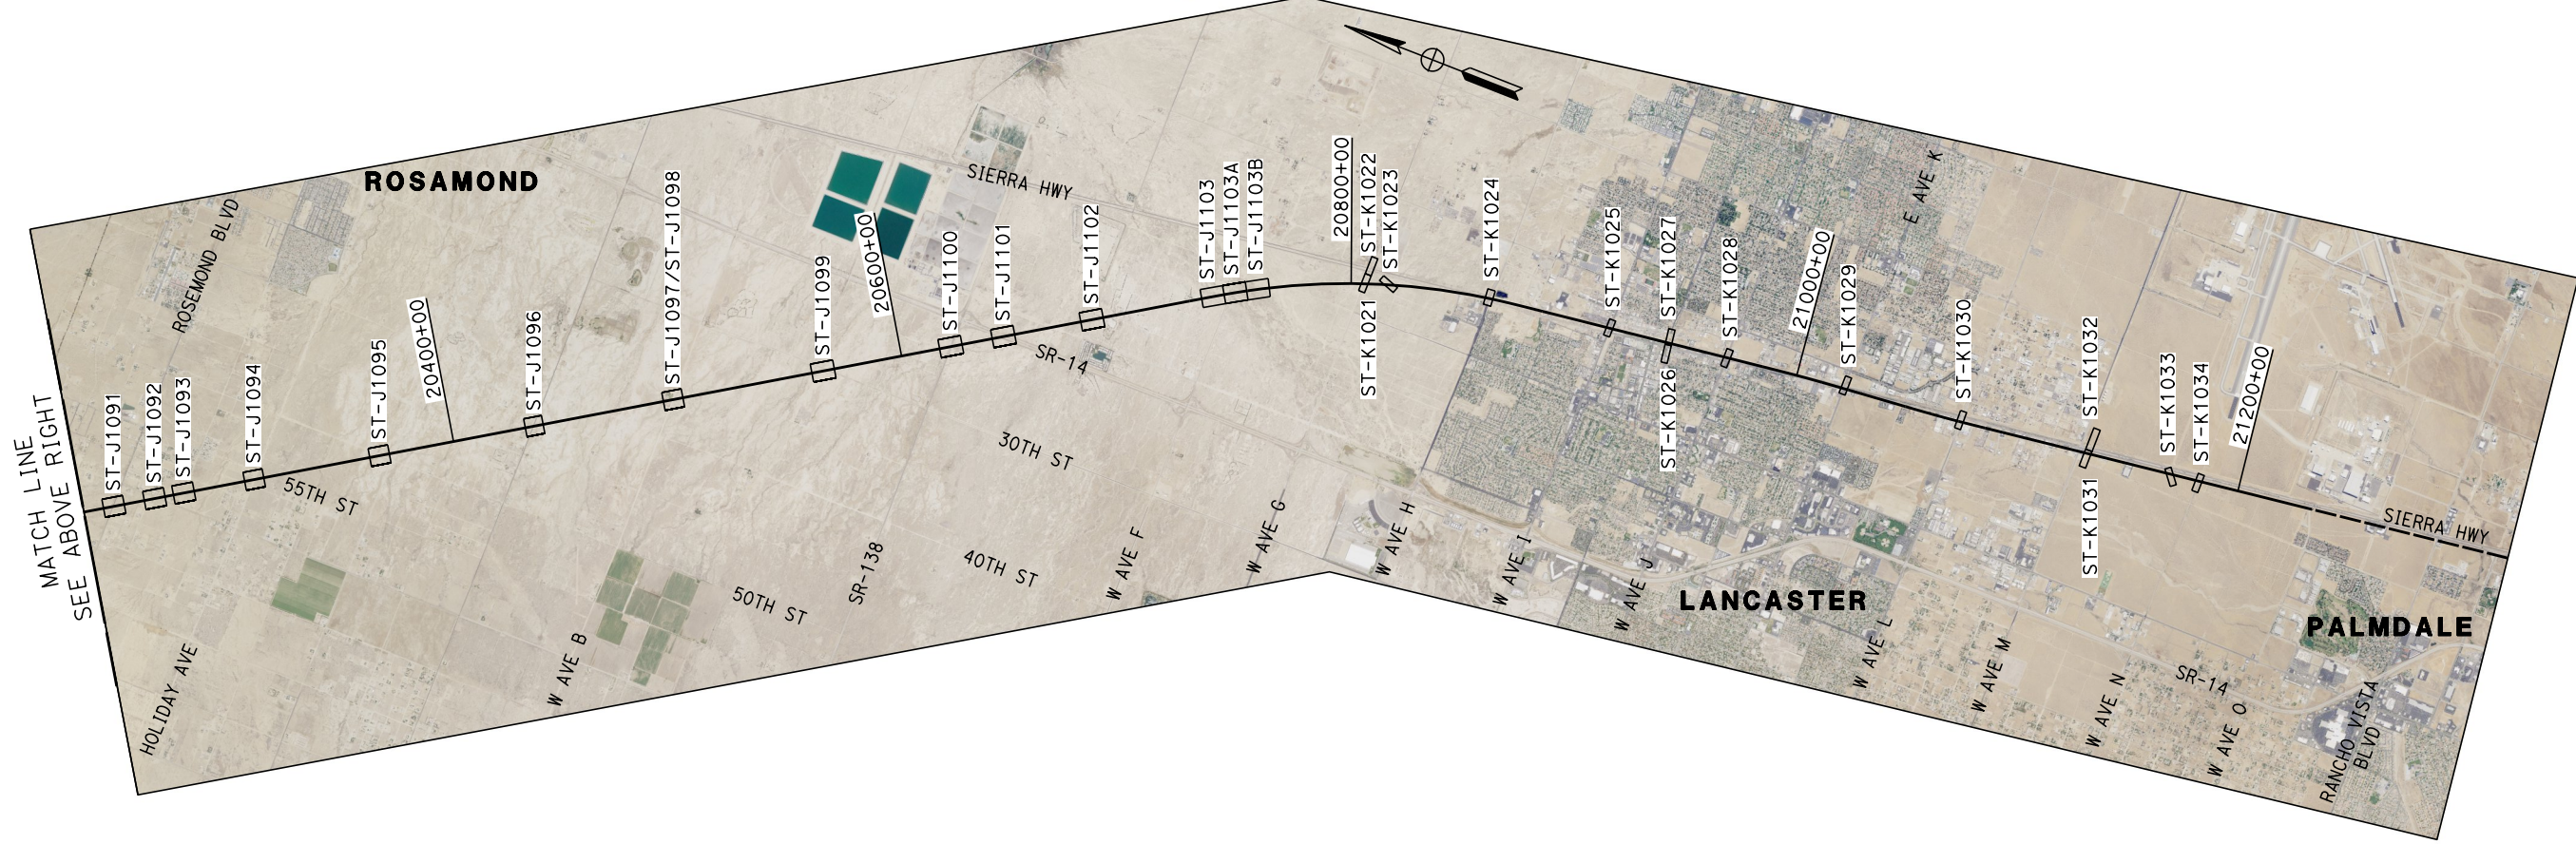 MATCH LINE
SEE ABOVE RIGHT
ROSAMOND
ROSEMOND BLVD
ST-J1091
ST-J1092
ST-J1093
ST-J1094
ST-J1095
20400+00
ST-J1096
ST-J1097/ST-J1098
ST-J1099
20600+00
ST-J1100
ST-J1101
ST-J1102
ST-J1103
ST-J1103A
ST-J1103B
20800+00
ST-K1022
ST-K1023
ST-K1021
ST-K1024
ST-K1025
ST-K1027
ST-K1026
ST-K1028
21000+00
ST-K1029
ST-K1030
ST-K1032
ST-K1031
ST-K1033
ST-K1034
21200+00
SIERRA HWY
E AVE K
SR-14
55TH ST
30TH ST
40TH ST
50TH ST
SR-138
HOLIDAY AVE
W AVE B
W AVE F
W AVE G
W AVE H
W AVE I
W AVE J
LANCASTER
W AVE L
W AVE M
W AVE N
W AVE O
SR-14
SIERRA HWY
PALMDALE
RANCHO VISTA
BLVD